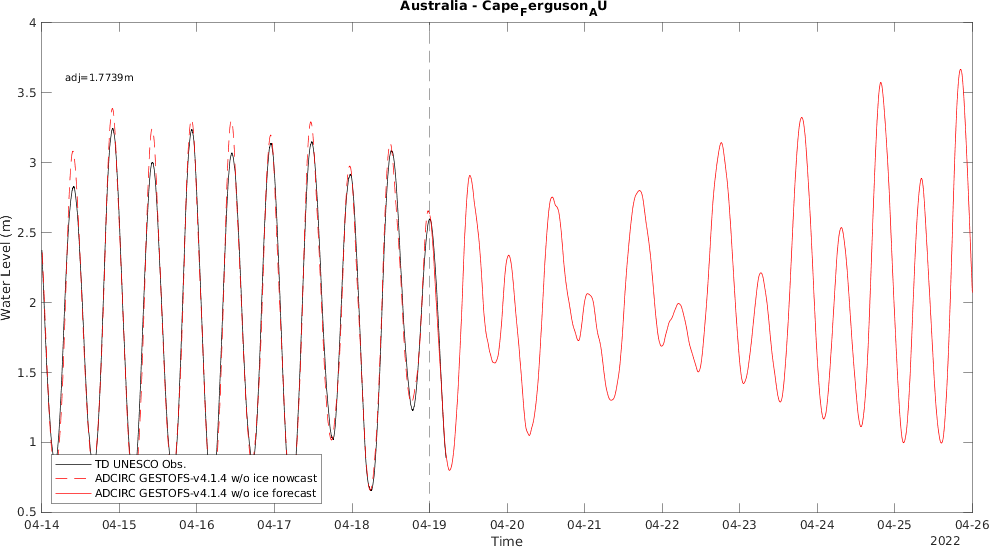 Australia - Cape_Ferguson_AU
4
adj=1.7739m
3.5
3
2.5
2
1.5
1
0.5
Water Level (m)
TD UNESCO Obs.
ADCIRC GESTOFS-v4.1.4 w/o ice nowcast
ADCIRC GESTOFS-v4.1.4 w/o ice forecast
04-14 04-15 04-16 04-17 04-18 04-19 04-20 04-21 04-22 04-23 04-24 04-25 04-26
Time
2022